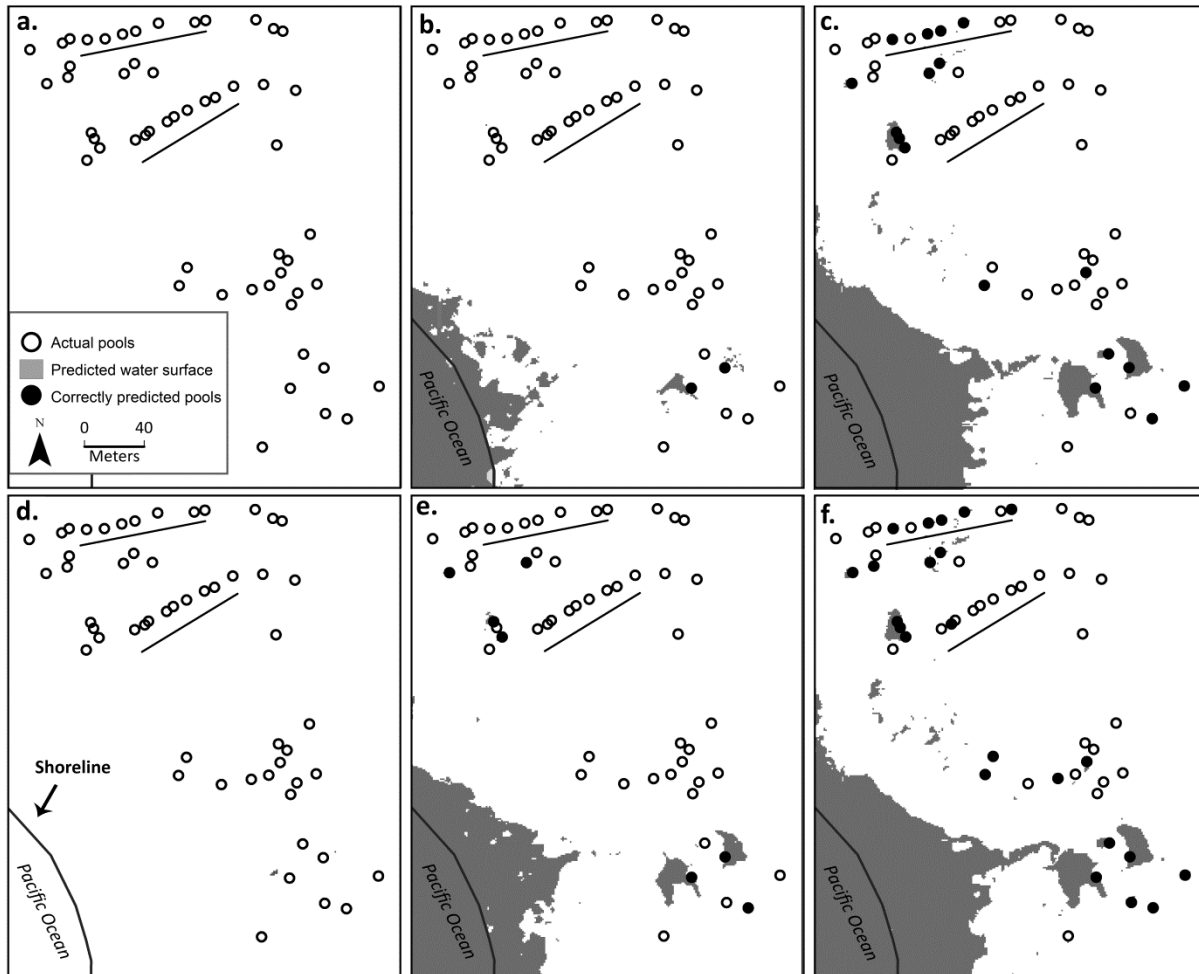 a.
b.
c.
Actual pools
Predicted water surface
Correctly predicted pools
N
0 40
Meters
Pacific Ocean
Pacific Ocean
d.
e.
f.
Shoreline
Pacific Ocean
Pacific Ocean
Pacific Ocean